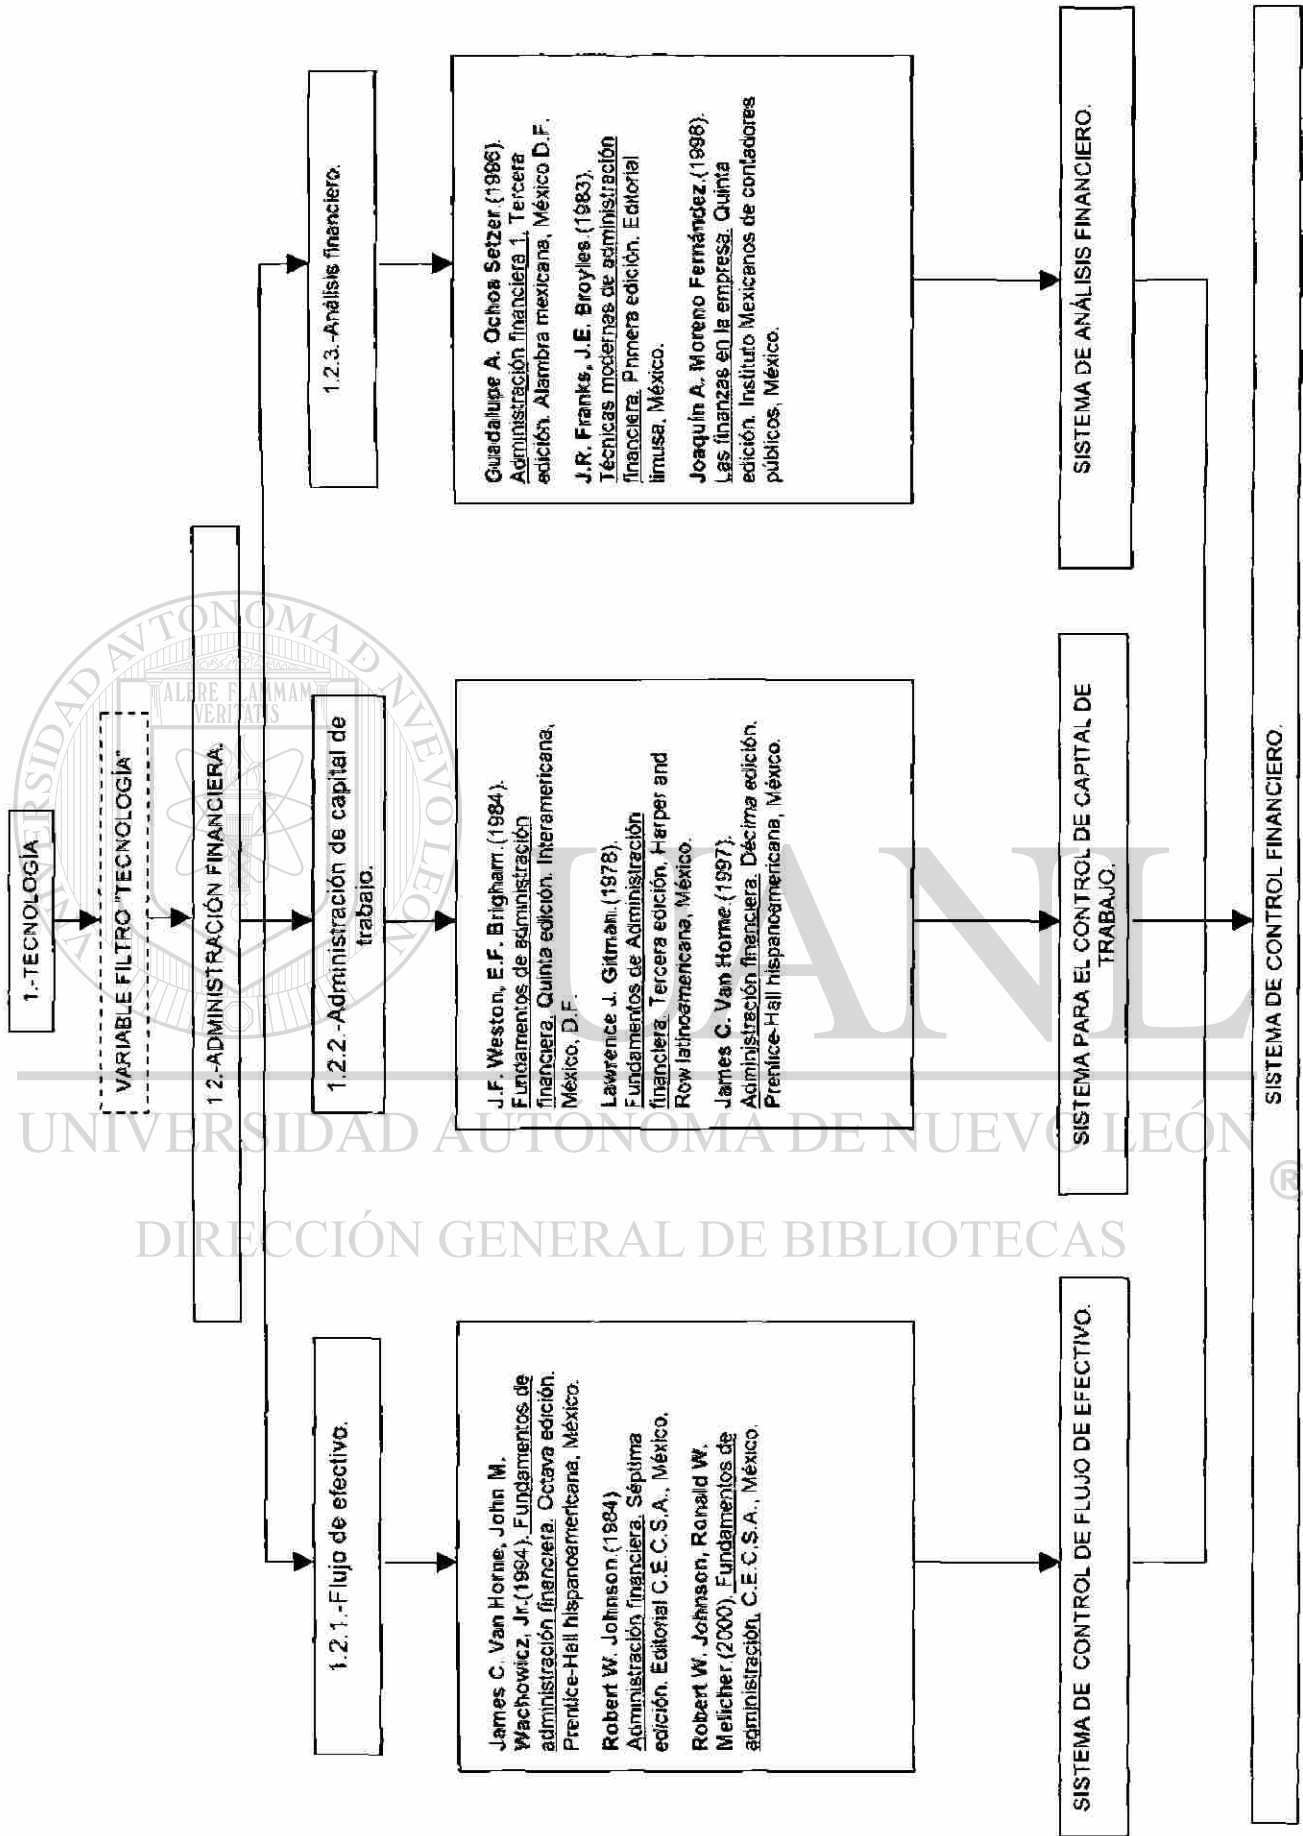 1.-TECNOLOGÍA
VARIABLE FILTRO "TECNOLOGÍA"
1.2.-ADMINISTRACIÓN FINANCIERA.
1.2.1.-Flujo de efectivo.
1.2.2.-Administración de capital de
trabajo.
1.2.3.-Análisis financiero.
James C. Van Horne, John M.
Wachowicz, Jr.(1994). Fundamentos de
administración financiera. Octava edición.
Prentice-Hall hispanoamericana, México.
Robert W. Johnson.(1984)
Administración financiera. Séptima
edición. Editorial C.E.C.S.A., México.
Robert W. Johnson, Ronald W.
Melicher.(2000). Fundamentos de
administración. C.E.C.S.A., México.
J.F. Weston, E.F. Brigham.(1984).
Fundamentos de administración
financiera. Quinta edición. Interamericana,
México, D.F.
Lawrence J. Gitman.(1978).
Fundamentos de Administración
financiera. Tercera edición, Harper and
Row latinoamericana, México.
James C. Van Horne.(1997).
Administración financiera. Décima edición.
Prentice-Hall hispanoamericana, México.
Guadalupe A. Ochoa Setzer.(1986).
Administración financiera 1. Tercera
edición. Alambra mexicana, México D.F.
J.R. Franks, J.E. Broylles.(1983).
Técnicas modernas de administración
financiera. Primera edición. Editorial
limusa, México.
Joaquín A. Moreno Fernández.(1998).
Las finanzas en la empresa. Quinta
edición. Instituto Mexicanos de contadores
públicos, México.
SISTEMA DE CONTROL DE FLUJO DE EFECTIVO.
SISTEMA PARA EL CONTROL DE CAPITAL DE
TRABAJO.
SISTEMA DE ANÁLISIS FINANCIERO.
SISTEMA DE CONTROL FINANCIERO.
UNIVERSIDAD AUTONOMA DE NUEVO LEON
ALERE FLAMMAM
VERITATIS
UANL
UNIVERSIDAD AUTÓNOMA DE NUEVO LEÓN
®
DIRECCIÓN GENERAL DE BIBLIOTECAS